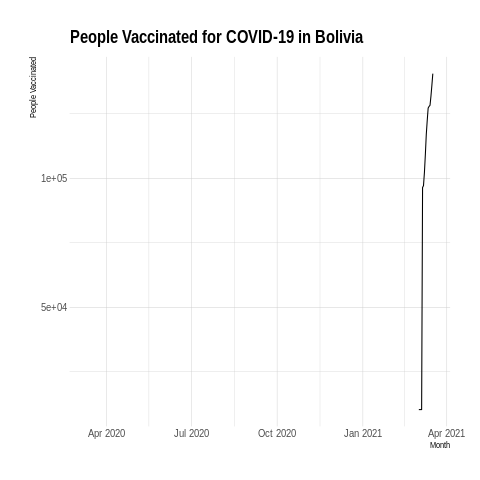 People Vaccinated for COVID-19 in Bolivia
People Vaccinated
1e+05
5e+04
Apr 2020 Jul 2020 Oct 2020 Jan 2021 Apr 2021
Month